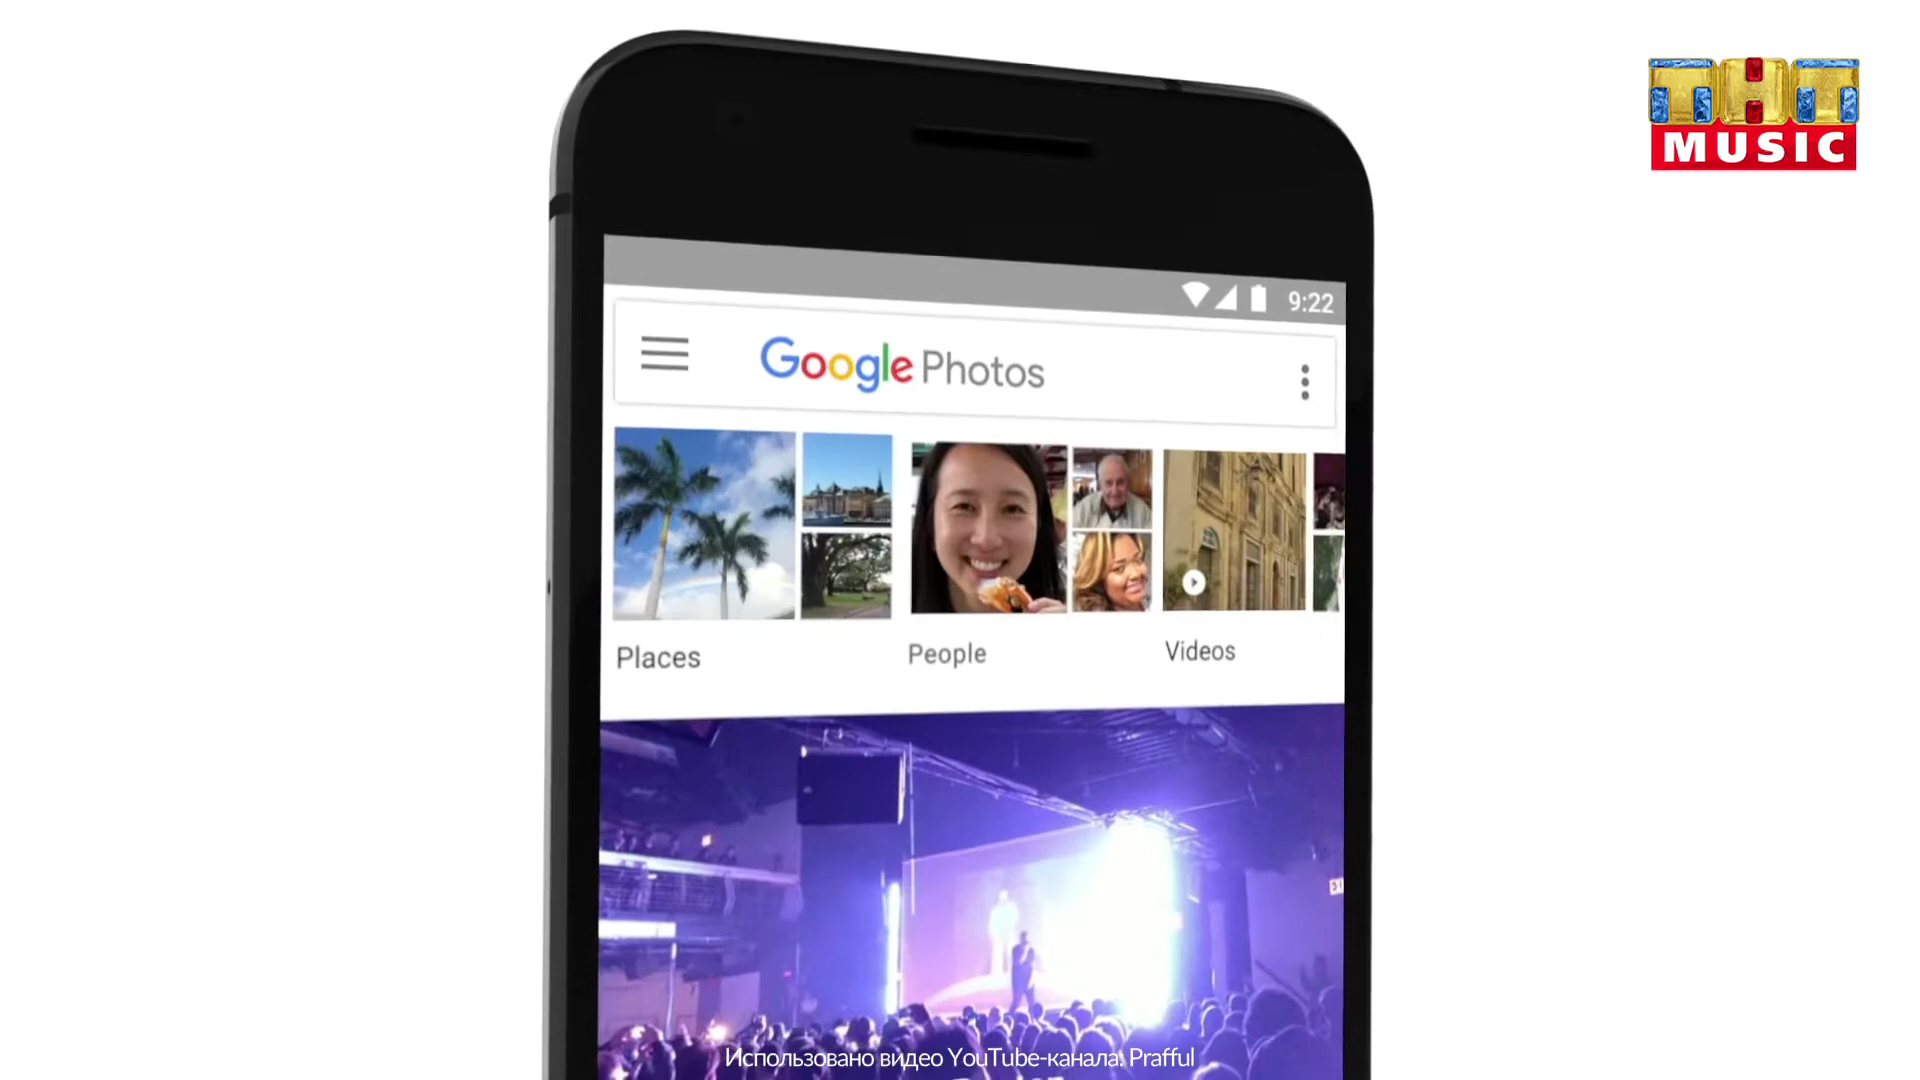 ТНТ
MUSIC
9:22
Google Photos
Places
People
Videos
Использовано видео YouTube-канала: Prafful